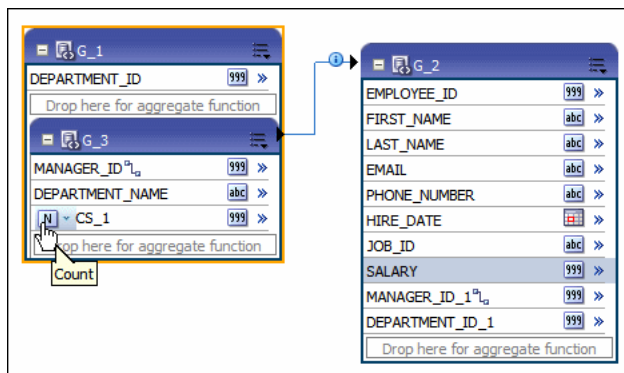 G_1
DEPARTMENT_ID 999
Drop here for aggregate function
G_3
MANAGER_ID 999
DEPARTMENT_NAME abc
N CS_1 999
Drop here for aggregate function
Count
G_2
EMPLOYEE_ID 999
FIRST_NAME abc
LAST_NAME abc
EMAIL abc
PHONE_NUMBER abc
HIRE_DATE
JOB_ID abc
SALARY 999
MANAGER_ID_1 999
DEPARTMENT_ID_1 999
Drop here for aggregate function